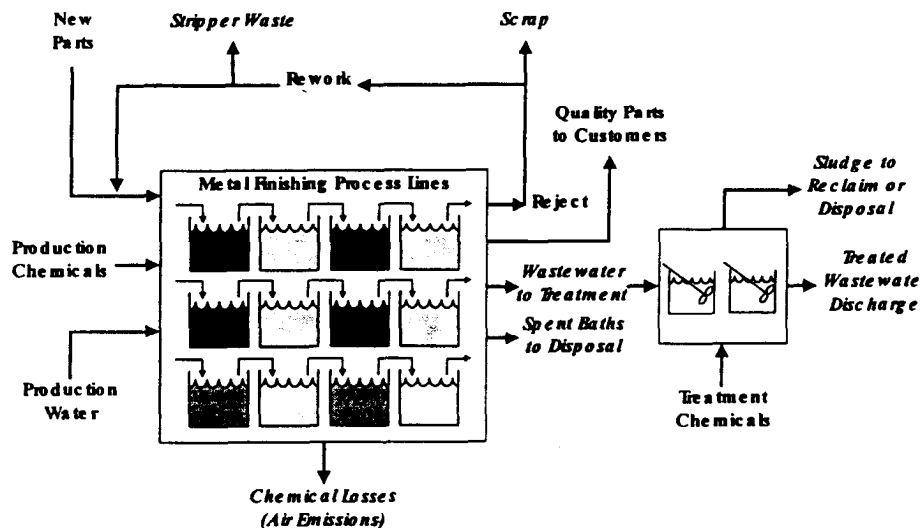 New
Parts
Stripper Waste
Scrap
Rework
Quality Parts
to Customers
Metal Finishing Process Lines
Reject
Sludge to
Reclaim or
Disposal
Production
Chemicals
Wastewater
to Treatment
Treated
Wastewate
Discharge
Spent Baths
to Disposal
Production
Water
Treatment
Chemicals
Chemical Losses
(Air Emissions)